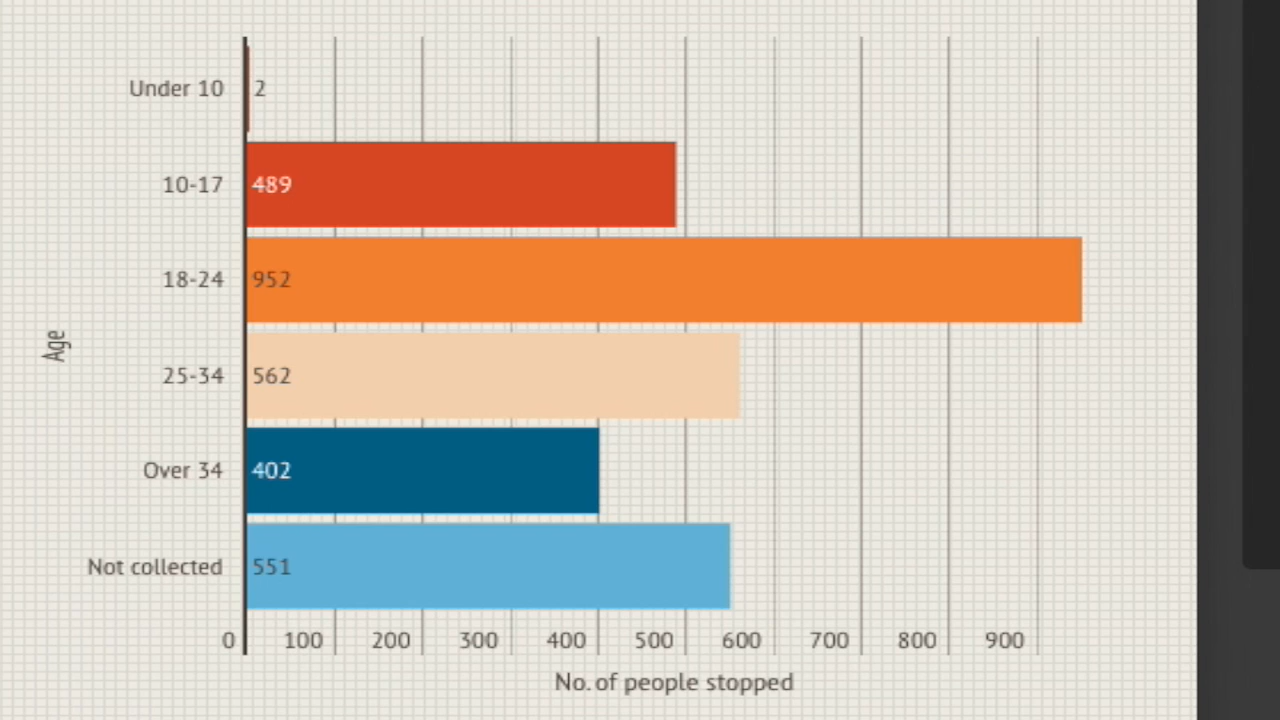 Under 10 2
10-17 489
18-24 952
Age
25-34 562
Over 34 402
Not collected 551
0 100 200 300 400 500 600 700 800 900
No. of people stopped